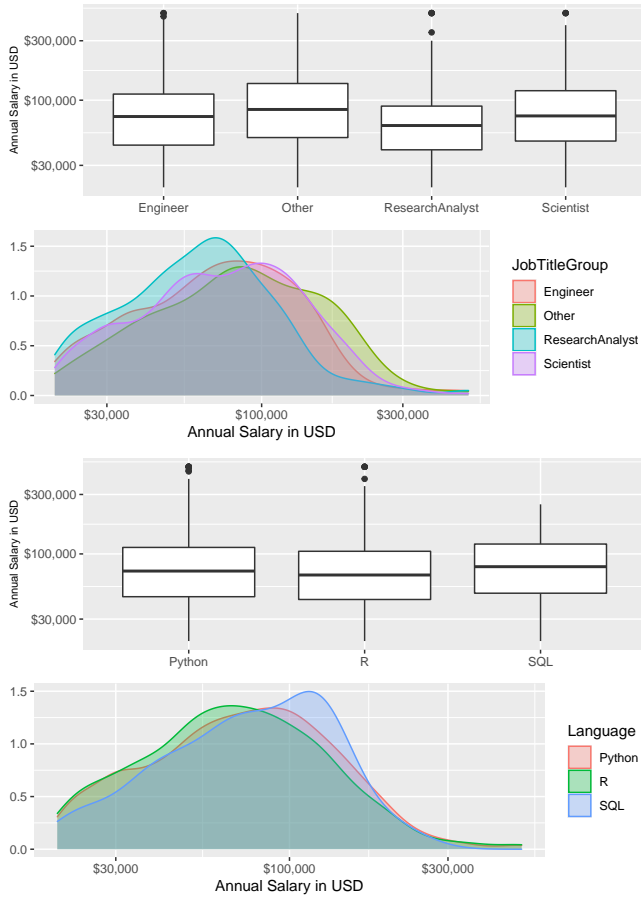 Annual Salary in USD
$300,000
$100,000
$30,000
Engineer Other ResearchAnalyst Scientist
1.5
1.0
0.5
0.0
$30,000 $100,000 $300,000
Annual Salary in USD
JobTitleGroup
Engineer
Other
ResearchAnalyst
Scientist
Annual Salary in USD
$300,000
$100,000
$30,000
Python R SQL
1.5
1.0
0.5
0.0
$30,000 $100,000 $300,000
Annual Salary in USD
Language
Python
R
SQL